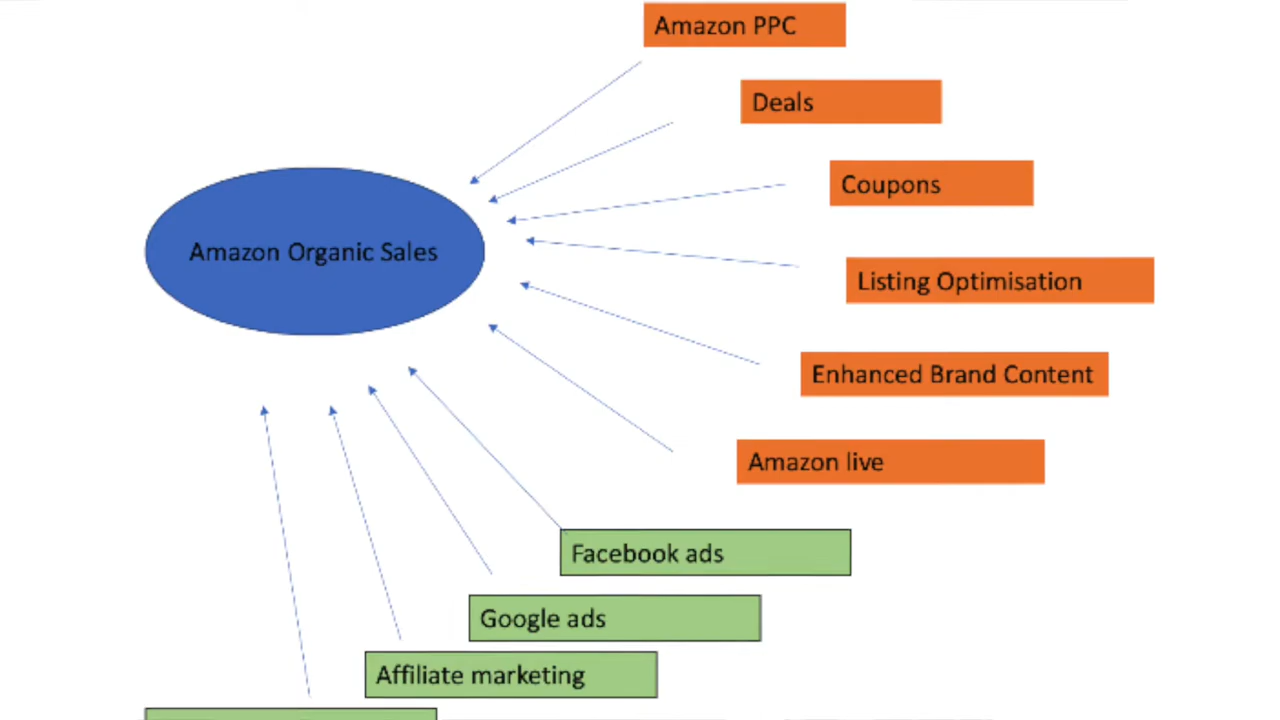 Amazon PPC
Deals
Coupons
Amazon Organic Sales
Listing Optimisation
Enhanced Brand Content
Amazon live
Facebook ads
Google ads
Affiliate marketing